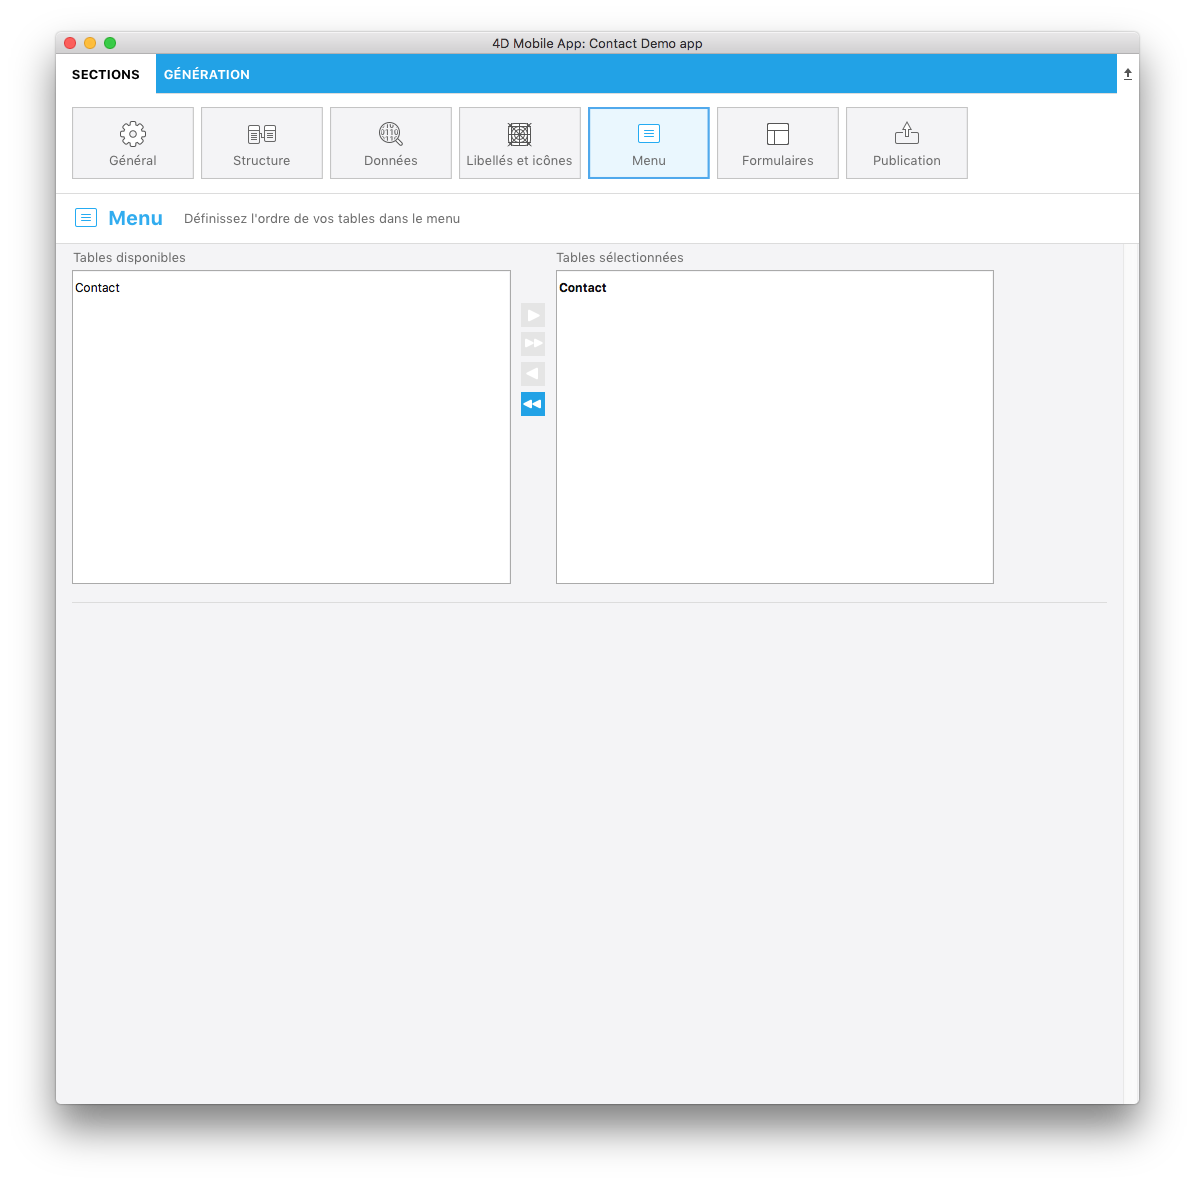 4D Mobile App: Contact Demo app
SECTIONS
GÉNÉRATION
Général
Structure
Données
Libellés et icônes
Menu
Formulaires
Publication
Menu
Définissez l'ordre de vos tables dans le menu
Tables disponibles
Tables sélectionnées
Contact
Contact